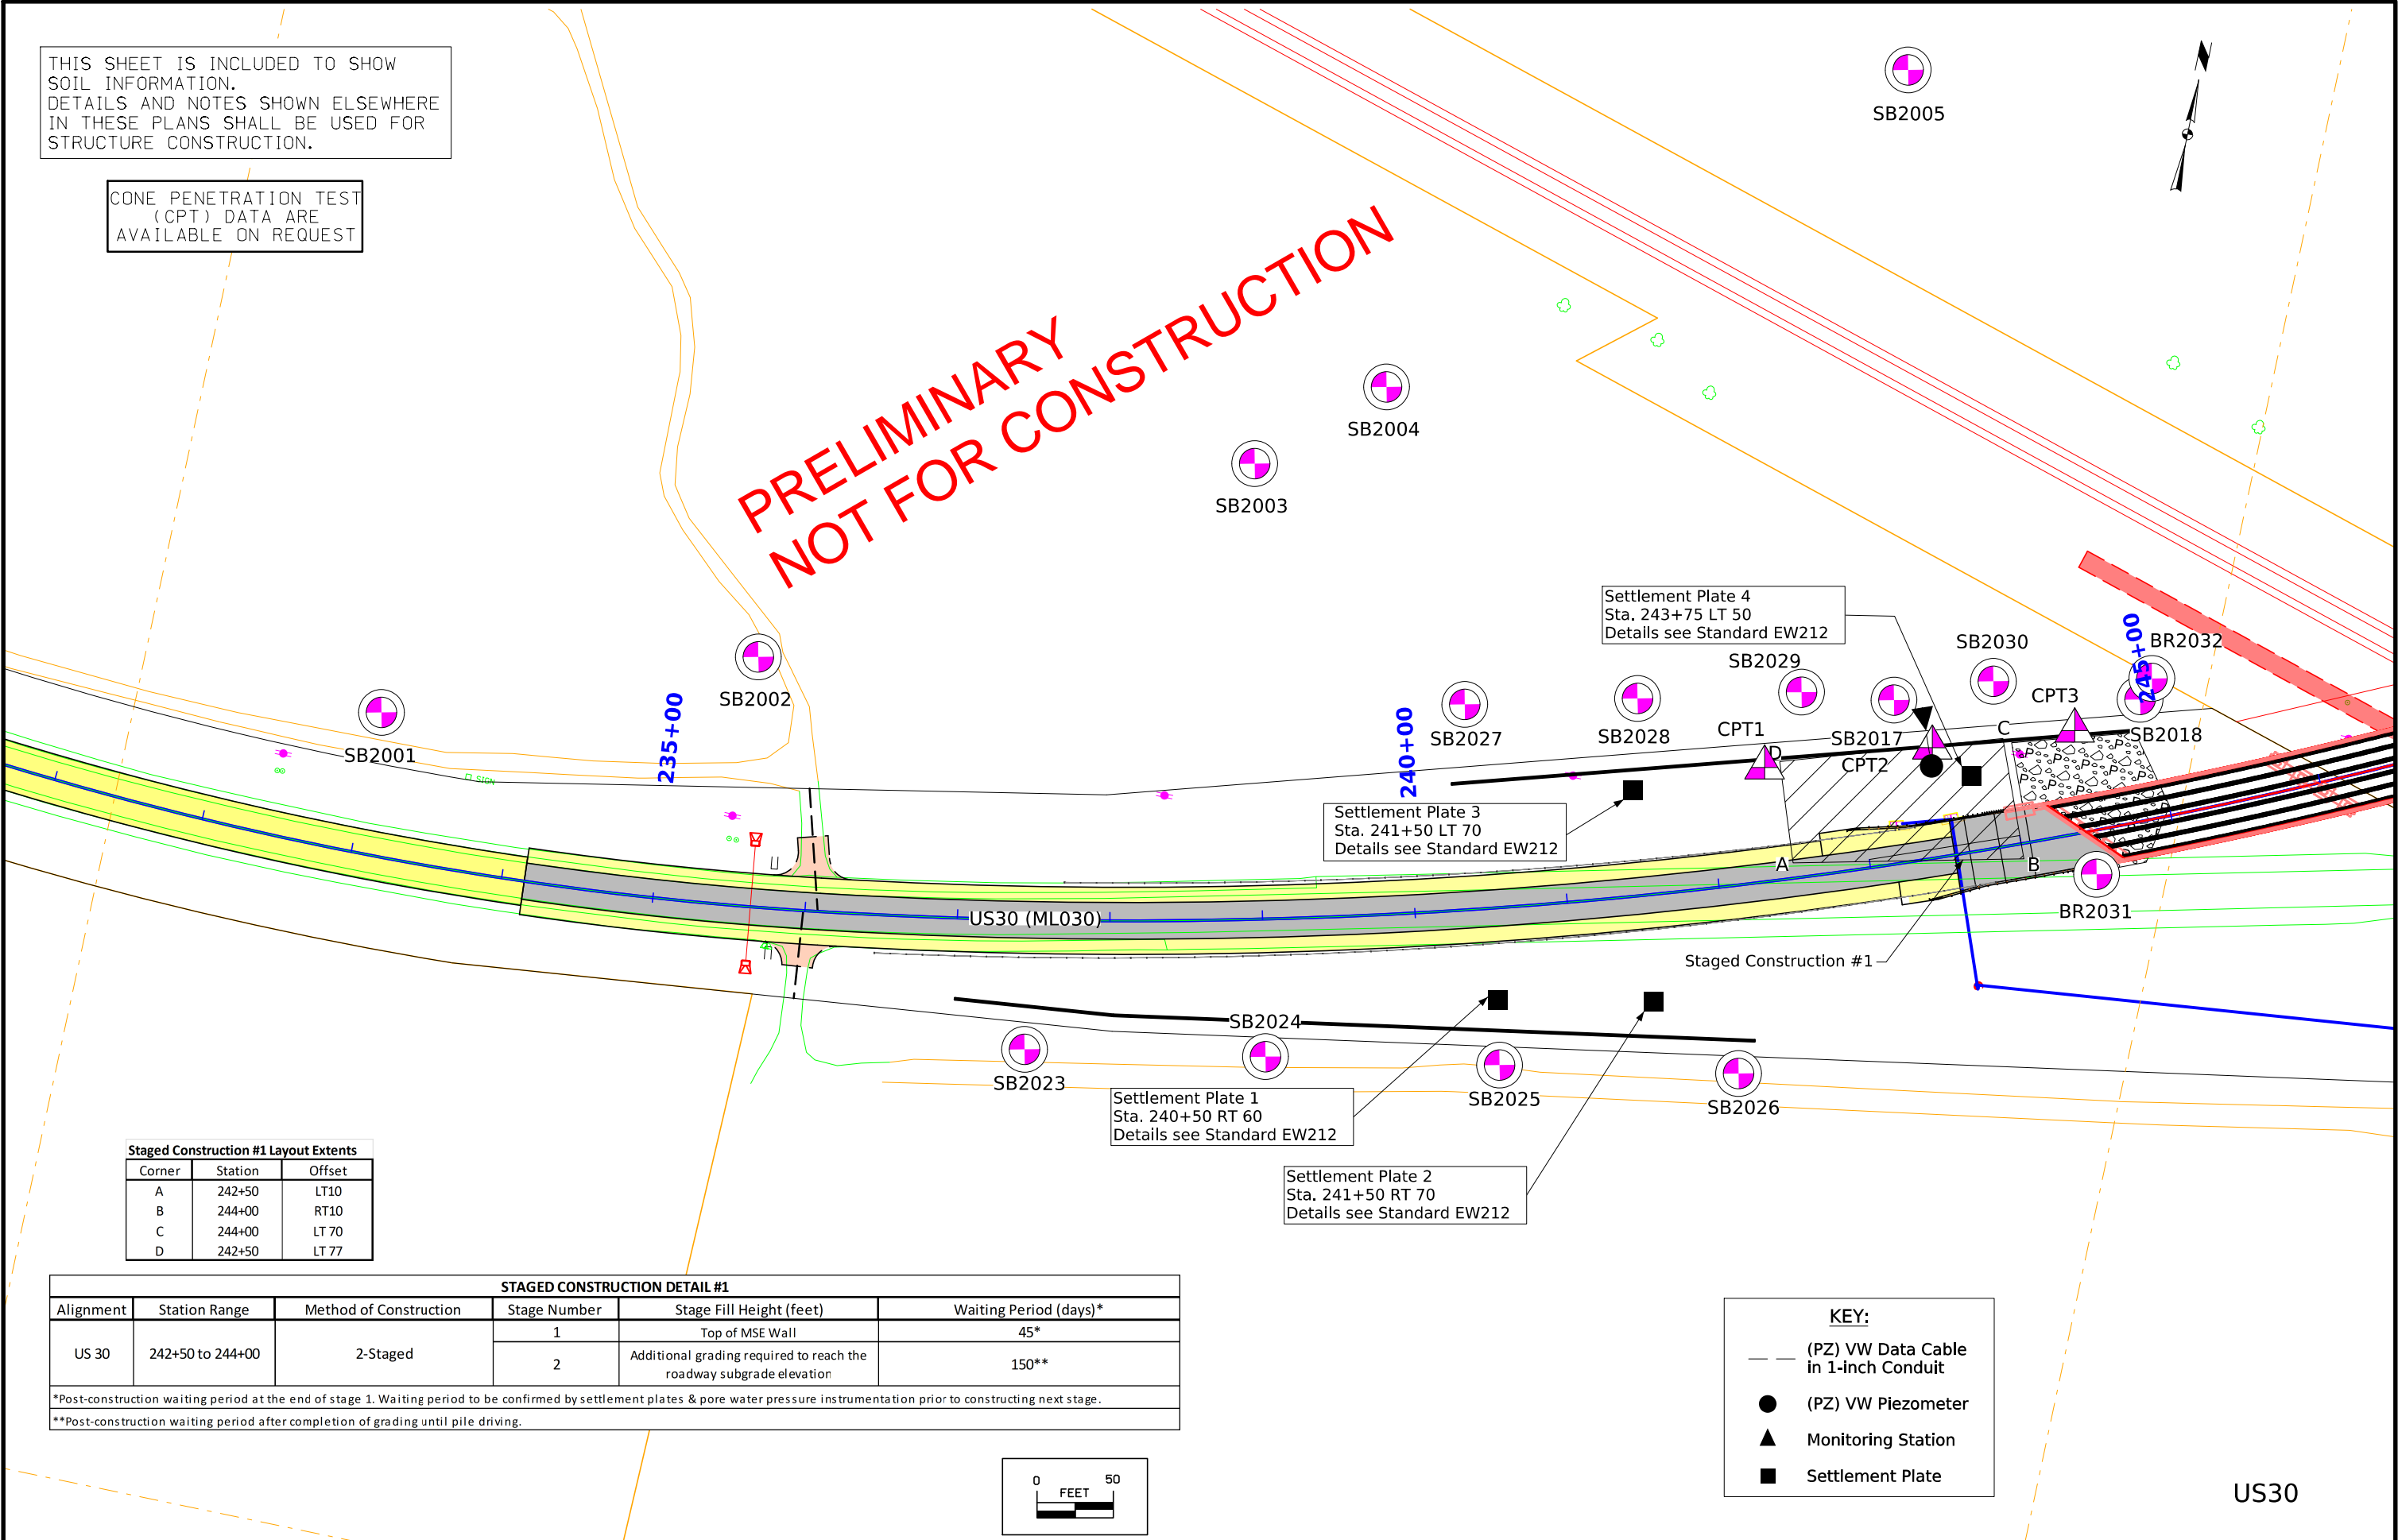 THIS SHEET IS INCLUDED TO SHOW
SOIL INFORMATION.
DETAILS AND NOTES SHOWN ELSEWHERE
IN THESE PLANS SHALL BE USED FOR
STRUCTURE CONSTRUCTION.
CONE PENETRATION TEST
(CPT) DATA ARE
AVAILABLE ON REQUEST
PRELIMINARY
NOT FOR CONSTRUCTION
SB2005
SB2004
SB2003
SB2002
SB2001
SIGN
235+00
240+00
245+00
Settlement Plate 4
Sta. 243+75 LT 50
Details see Standard EW212
SB2029
SB2030
BR2032
SB2027
SB2028
CPT1
SB2017
CPT2
CPT3
SB2018
D
C
A
B
P P P P P P P P P P
Settlement Plate 3
Sta. 241+50 LT 70
Details see Standard EW212
US30 (ML030)
BR2031
Staged Construction #1
SB2023
SB2024
SB2025
SB2026
Settlement Plate 1
Sta. 240+50 RT 60
Details see Standard EW212
Settlement Plate 2
Sta. 241+50 RT 70
Details see Standard EW212
Staged Construction #1 Layout Extents
Corner Station Offset
A 242+50 LT10
B 244+00 RT10
C 244+00 LT 70
D 242+50 LT 77
STAGED CONSTRUCTION DETAIL #1
Alignment Station Range Method of Construction Stage Number Stage Fill Height (feet) Waiting Period (days)*
US 30 242+50 to 244+00 2-Staged
1 Top of MSE Wall 45*
2 Additional grading required to reach the
roadway subgrade elevation 150**
*Post-construction waiting period at the end of stage 1. Waiting period to be confirmed by settlement plates & pore water pressure instrumentation prior to constructing next stage.
**Post-construction waiting period after completion of grading until pile driving.
0 50
FEET
KEY:
(PZ) VW Data Cable
in 1-inch Conduit
(PZ) VW Piezometer
Monitoring Station
Settlement Plate
US30